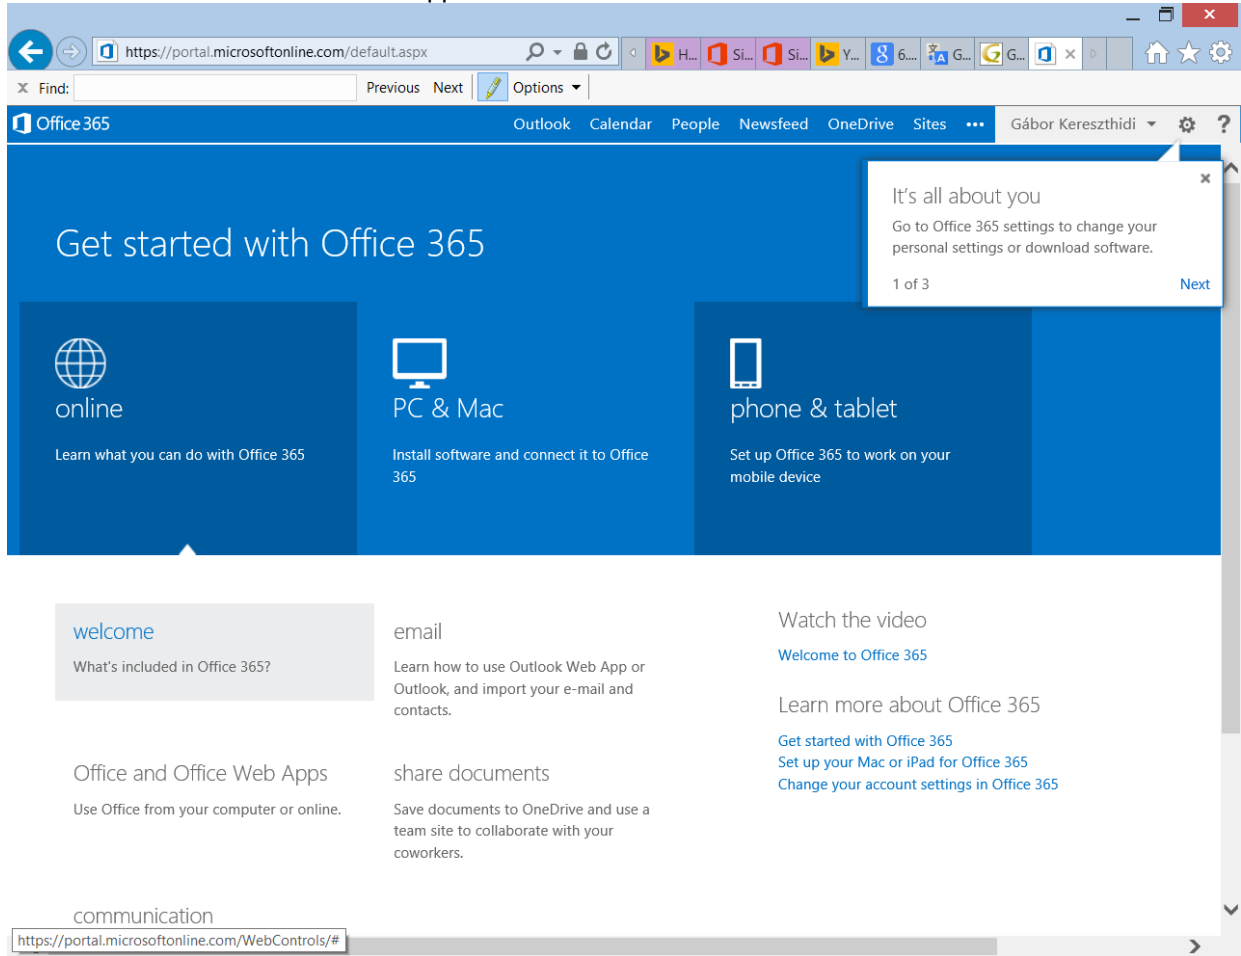 https://portal.microsoftonline.com/default.aspx
H... Si... Si... Y... 6... G... G...
x Find: Previous Next Options
Office 365 Outlook Calendar People Newsfeed OneDrive Sites ••• Gábor Kereszthidi ?
It's all about you
Go to Office 365 settings to change your
personal settings or download software.
1 of 3 Next
Get started with Office 365
online
Learn what you can do with Office 365
PC & Mac
Install software and connect it to Office
365
phone & tablet
Set up Office 365 to work on your
mobile device
welcome
What's included in Office 365?
email
Learn how to use Outlook Web App or
Outlook, and import your e-mail and
contacts.
Office and Office Web Apps
Use Office from your computer or online.
share documents
Save documents to OneDrive and use a
team site to collaborate with your
coworkers.
communication
Watch the video
Welcome to Office 365
Learn more about Office 365
Get started with Office 365
Set up your Mac or iPad for Office 365
Change your account settings in Office 365
https://portal.microsoftonline.com/WebControls/#